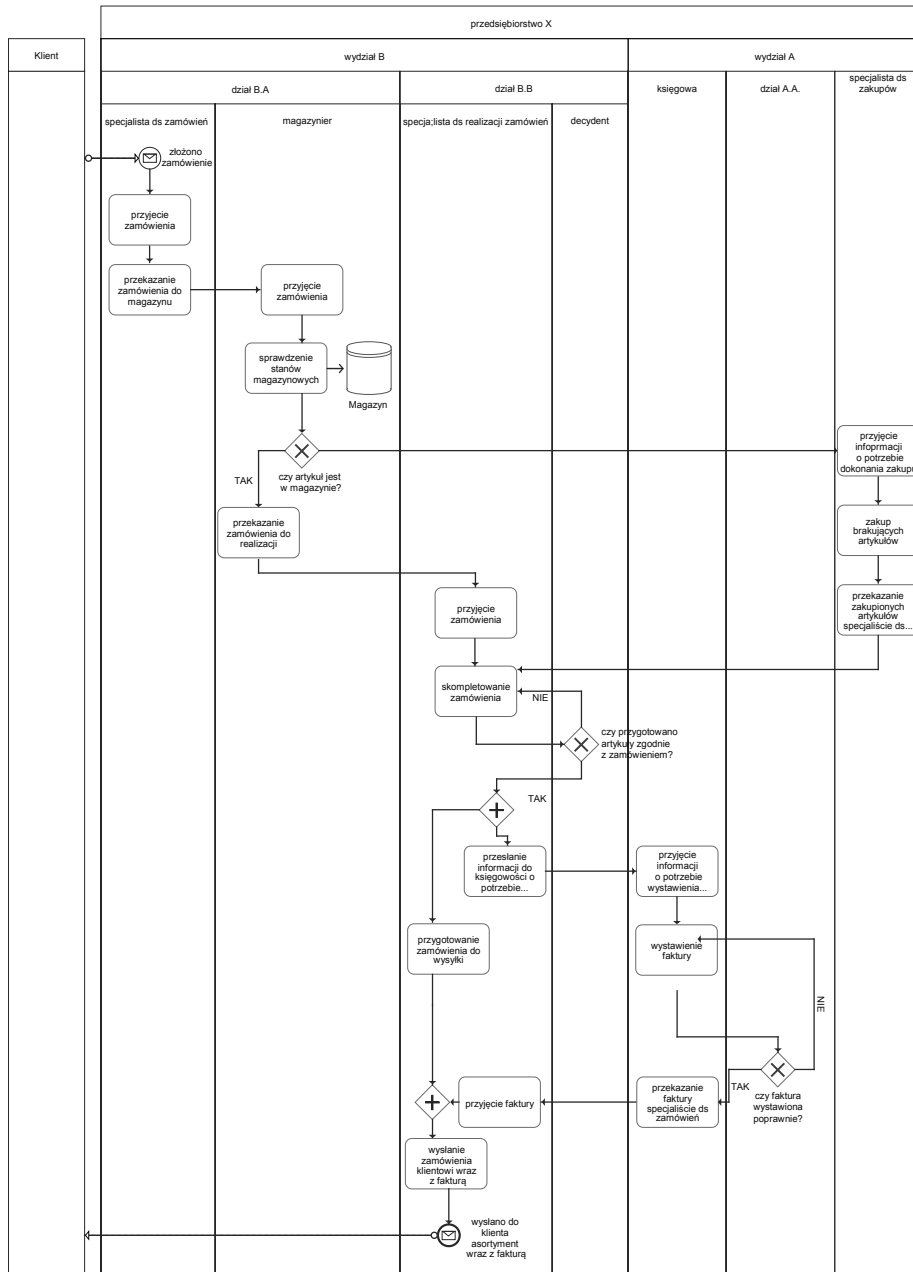 przedsiębiorstwo X
Klient
wydział B
wydział A
dział B.A
dział B.B
księgowa
dział A.A.
specjalista ds
zakupów
specjalista ds zamówień
magazynier
specja;lista ds realizacji zamówień
decydent
złożono
zamówienie
przyjecie
zamówienia
przekazanie
zamówienia do
magazynu
przyjęcie
zamówienia
sprawdzenie
stanów
magazynowych
Magazyn
przyjęcie
infoprmacji
o potrzebie
dokonania zakupu
TAK
czy artykuł jest
w magazynie?
przekazanie
zamówienia do
realizacji
zakup
brakujących
artykułów
przyjęcie
zamówienia
przekazanie
zakupionych
artykułów
specjaliście ds...
skompletowanie
zamówienia
NIE
czy przygotowano
artykuły zgodnie
z zamówieniem?
TAK
przesłanie
informacji do
księgowości o
potrzebie...
przyjęcie
informacji
o potrzebie
wystawienia...
przygotowanie
zamówienia do
wysyłki
wystawienie
faktury
NIE
TAK
przyjęcie faktury
przekazanie
faktury
specjaliście ds
zamówień
czy faktura
wystawiona
poprawnie?
wysłanie
zamówienia
klientowi wraz
z fakturą
wysłano do
klienta
asortyment
wraz z fakturą